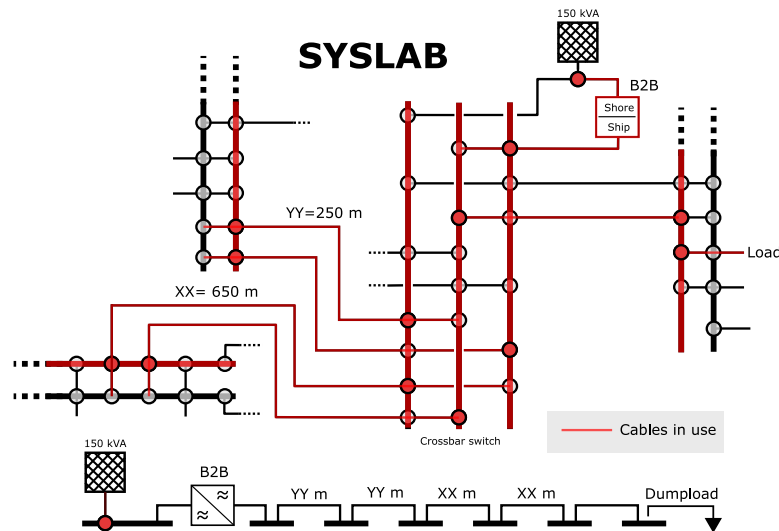 150 kVA
SYSLAB
B2B
Shore
Ship
YY=250 m
Load
XX= 650 m
Crossbar switch
Cables in use
150 kVA
B2B
YY m
YY m
XX m
XX m
Dumpload